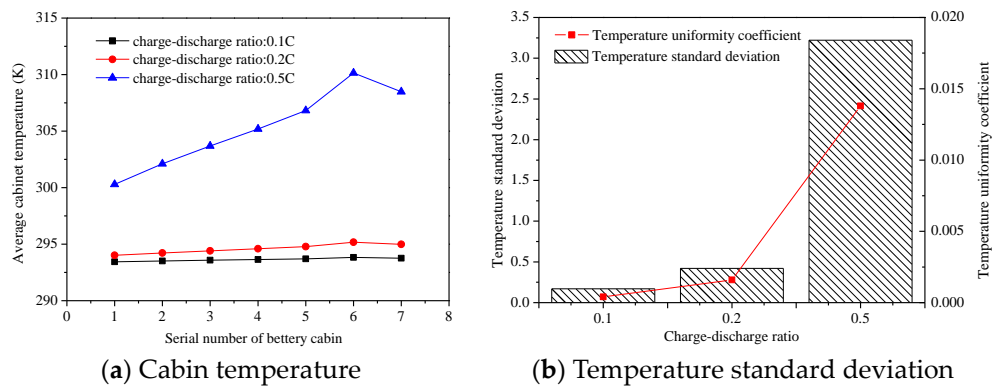 315
310
305
300
295
290
Average cabinet temperature (K)
charge-discharge ratio:0.1C
charge-discharge ratio:0.2C
charge-discharge ratio:0.5C
0 1 2 3 4 5 6 7 8
Serial number of bettery cabin
(a) Cabin temperature
3.5
3.0
2.5
2.0
1.5
1.0
0.5
0.0
Temperature standard deviation
Temperature uniformity coefficient
Temperature standard deviation
0.1 0.2 0.5
Charge-discharge ratio
0.020
0.015
0.010
0.005
0.000
Temperature uniformity coefficient
(b) Temperature standard deviation